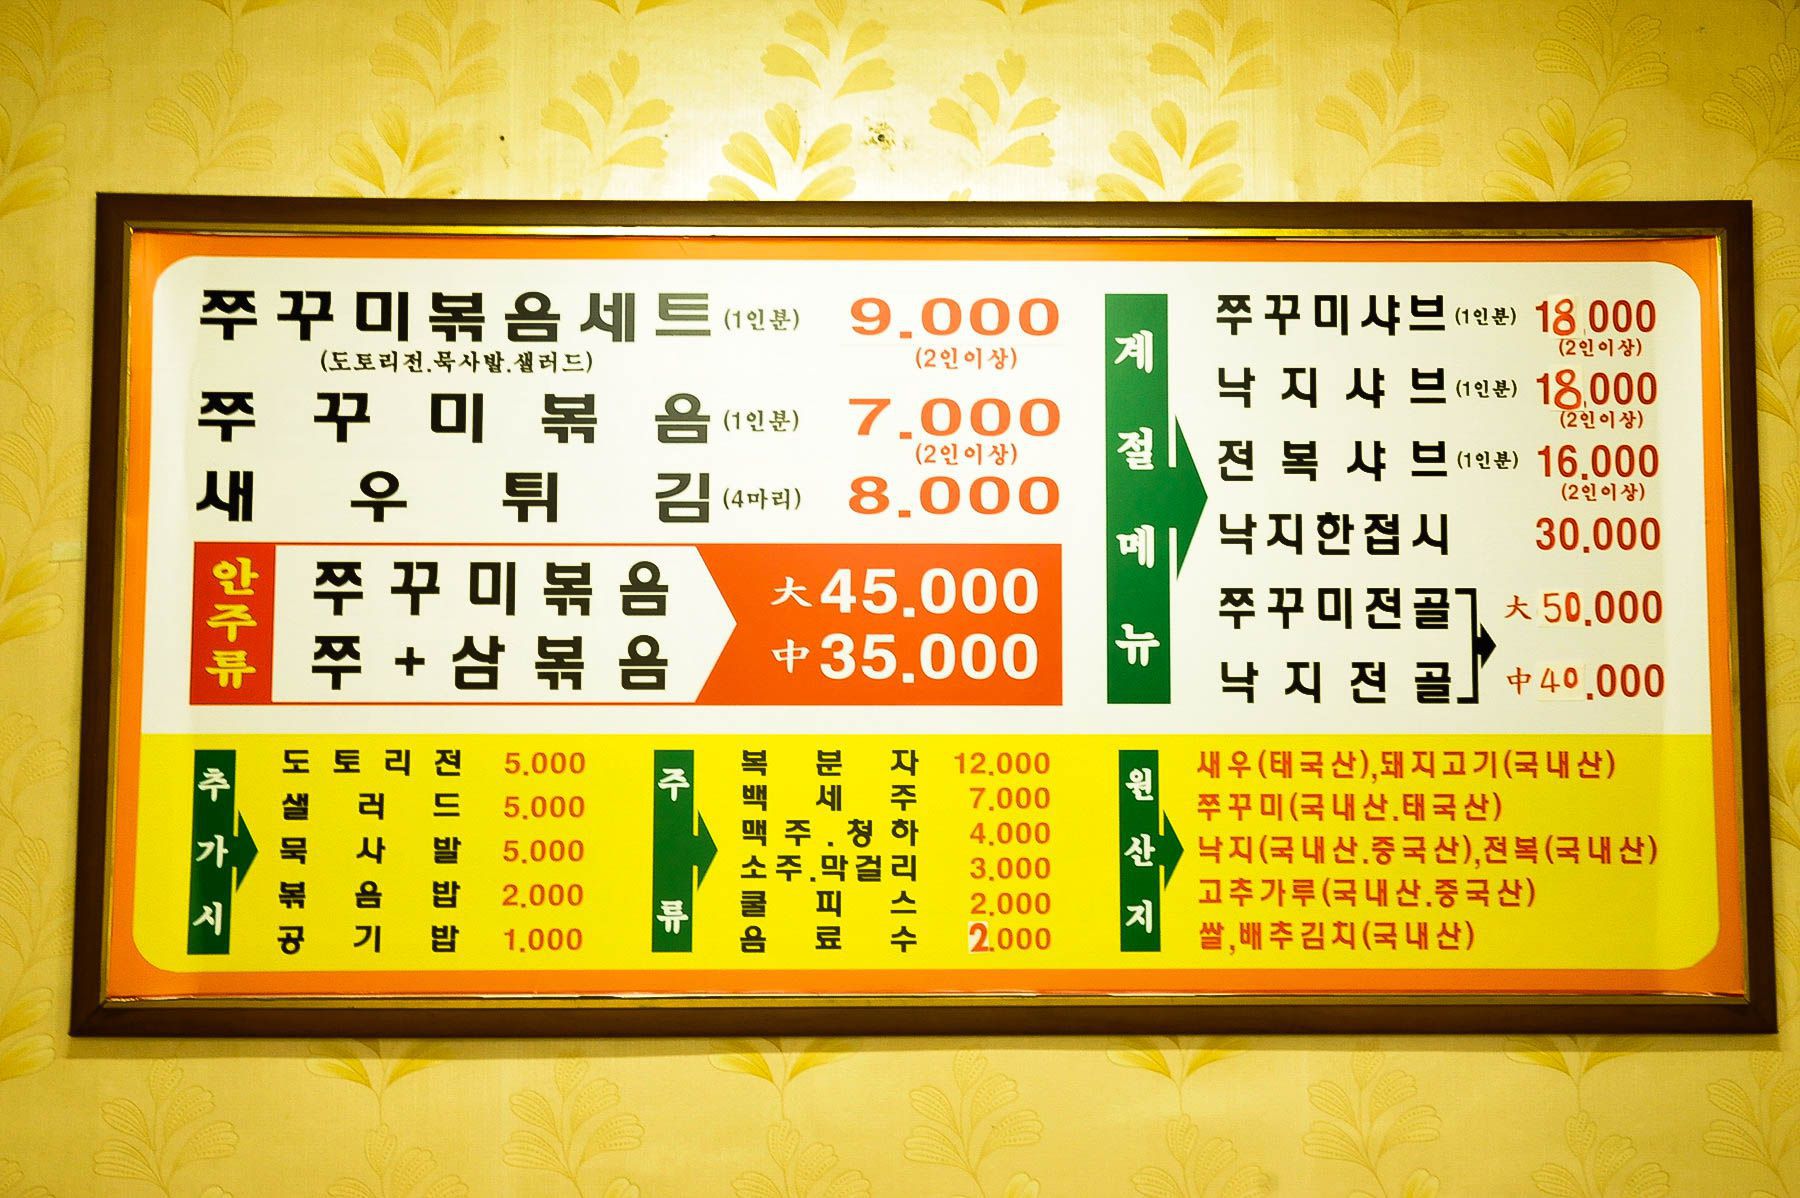 쭈꾸미볶음세트 (1인분) 9.000
(도토리전.묵사발.샐러드) (2인이상)
쭈꾸미볶음 (1인분) 7.000
(2인이상)
새우튀김 (4마리) 8.000
안주류
쭈꾸미볶음 大 45.000
쭈+삼볶음 中 35.000
계절메뉴
쭈꾸미샤브 (1인분) 18.000
(2인이상)
낙지샤브 (1인분) 18,000
(2인이상)
전복샤브 (1인분) 16.000
(2인이상)
낙지한접시 30.000
쭈꾸미전골 大 50.000
낙지전골 中 40.000
추가시
도토리전 5.000
샐러드 5.000
묵사발 5.000
볶음밥 2.000
공기밥 1.000
주류
복분자 12.000
백세주 7.000
맥주.청하 4.000
소주.막걸리 3.000
쿨피스 2.000
음료수 2.000
원산지
새우(태국산),돼지고기(국내산)
쭈꾸미(국내산.태국산)
낙지(국내산.중국산),전복(국내산)
고추가루(국내산.중국산)
쌀,배추김치(국내산)